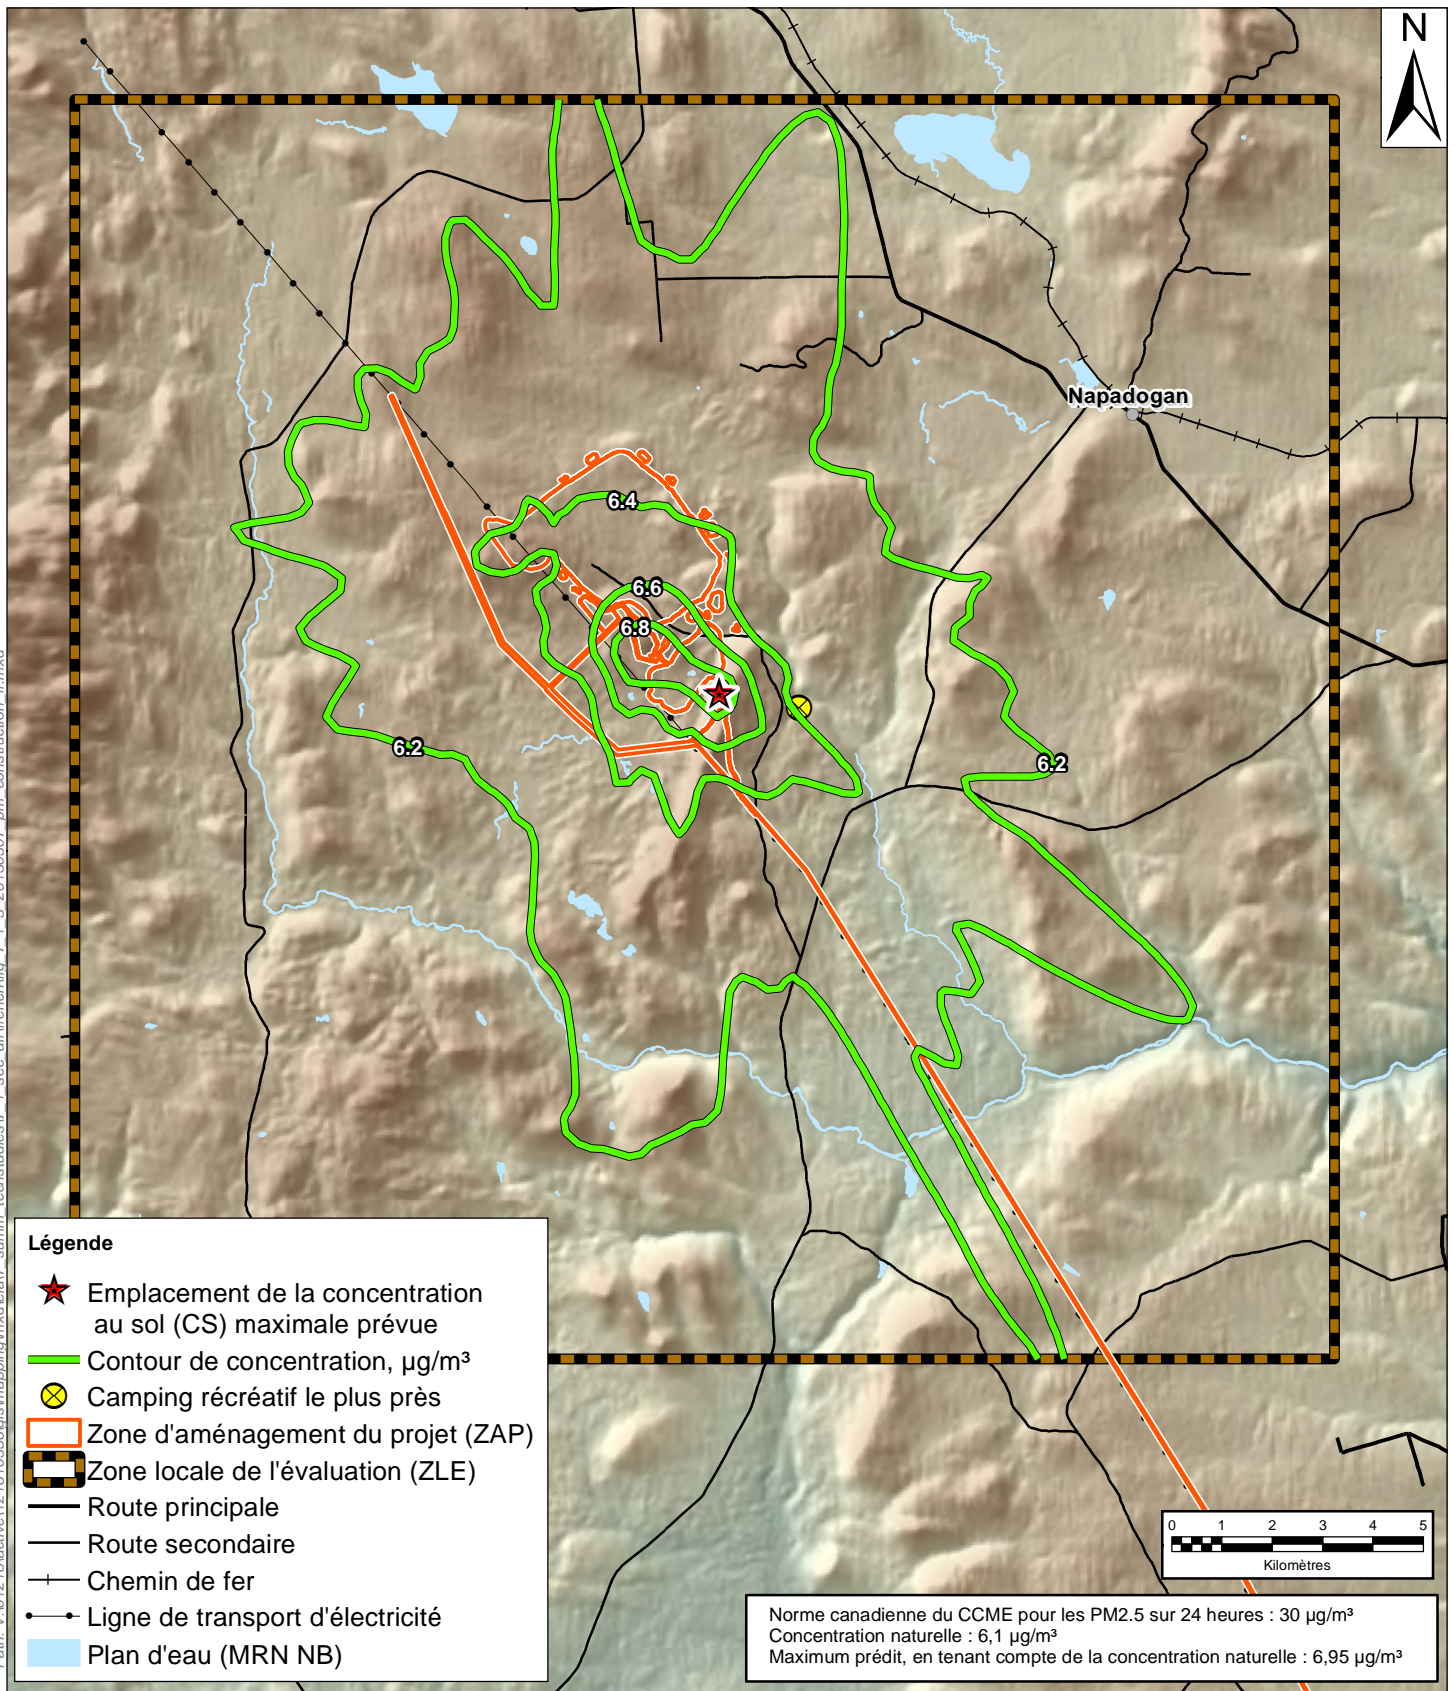 N
Napadogan
6.4
6.6
6.8
6.2
6.2
Légende
Emplacement de la concentration
au sol (CS) maximale prévue
Contour de concentration, µg/m³
Camping récréatif le plus près
Zone d'aménagement du projet (ZAP)
Zone locale de l'évaluation (ZLE)
Route principale
Route secondaire
Chemin de fer
Ligne de transport d'électricité
Plan d'eau (MRN NB)
0 1 2 3 4 5
Kilomètres
Norme canadienne du CCME pour les PM2.5 sur 24 heures : 30 µg/m³
Concentration naturelle : 6,1 µg/m³
Maximum prédit, en tenant compte de la concentration naturelle : 6,95 µg/m³